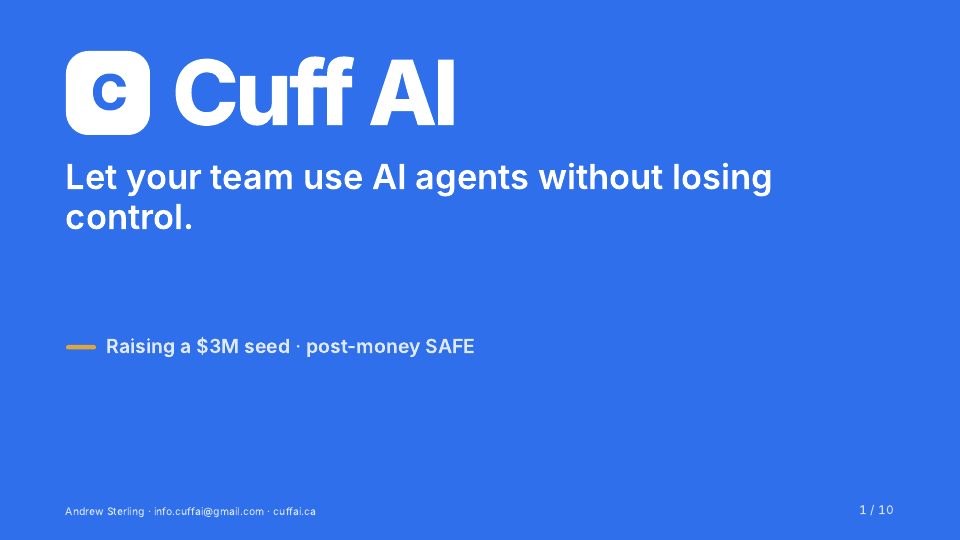 C Cuff AI
Let your team use AI agents without losing
control.
Raising a $3M seed · post-money SAFE
Andrew Sterling · info.cuffai@gmail.com · cuffai.ca
1 / 10